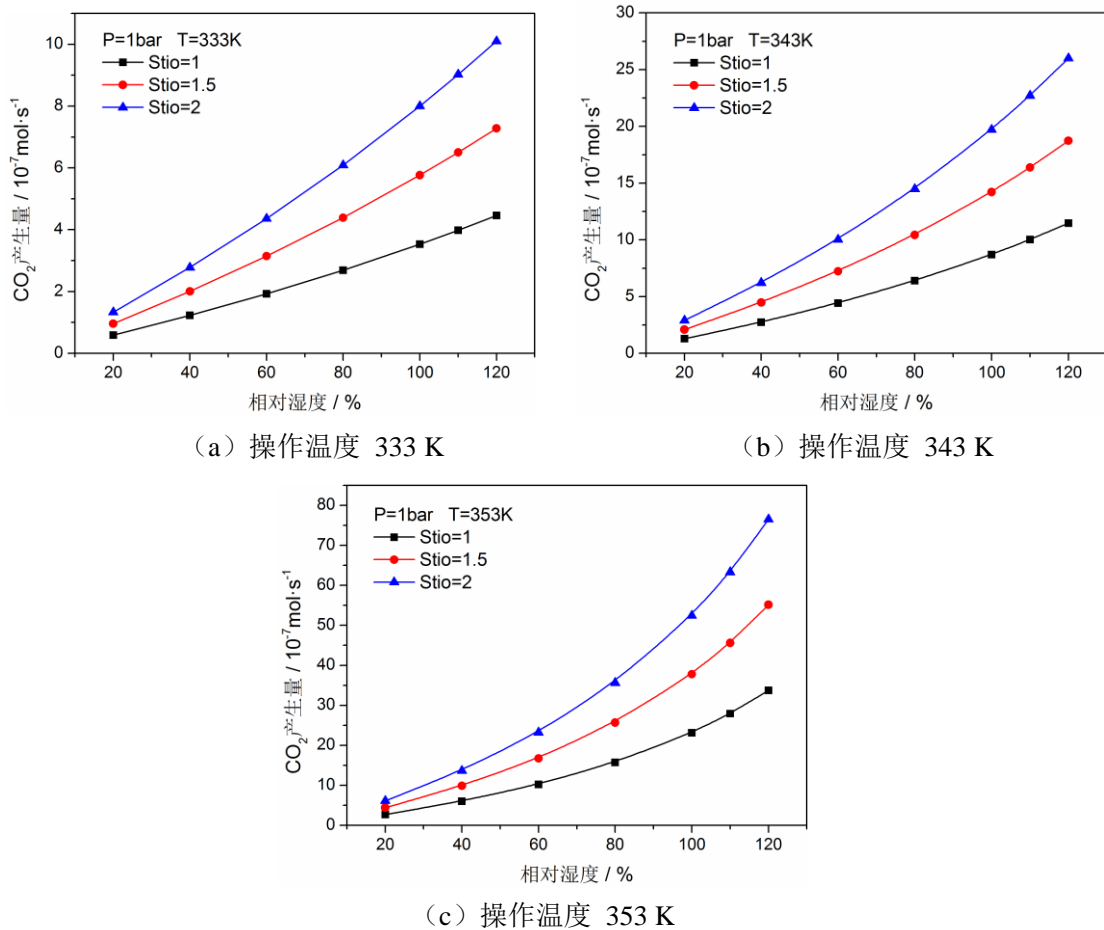 P=1bar T=333K
Stio=1
Stio=1.5
Stio=2
CO₂产生量 / 10⁻⁷mol·s⁻¹
10
8
6
4
2
0
20 40 60 80 100 120
相对湿度 / %
(a)操作温度 333 K
P=1bar T=343K
Stio=1
Stio=1.5
Stio=2
CO₂产生量 / 10⁻⁷mol·s⁻¹
30
25
20
15
10
5
0
20 40 60 80 100 120
相对湿度 / %
(b)操作温度 343 K
P=1bar T=353K
Stio=1
Stio=1.5
Stio=2
CO₂产生量 / 10⁻⁷mol·s⁻¹
80
70
60
50
40
30
20
10
0
20 40 60 80 100 120
相对湿度 / %
(c)操作温度 353 K